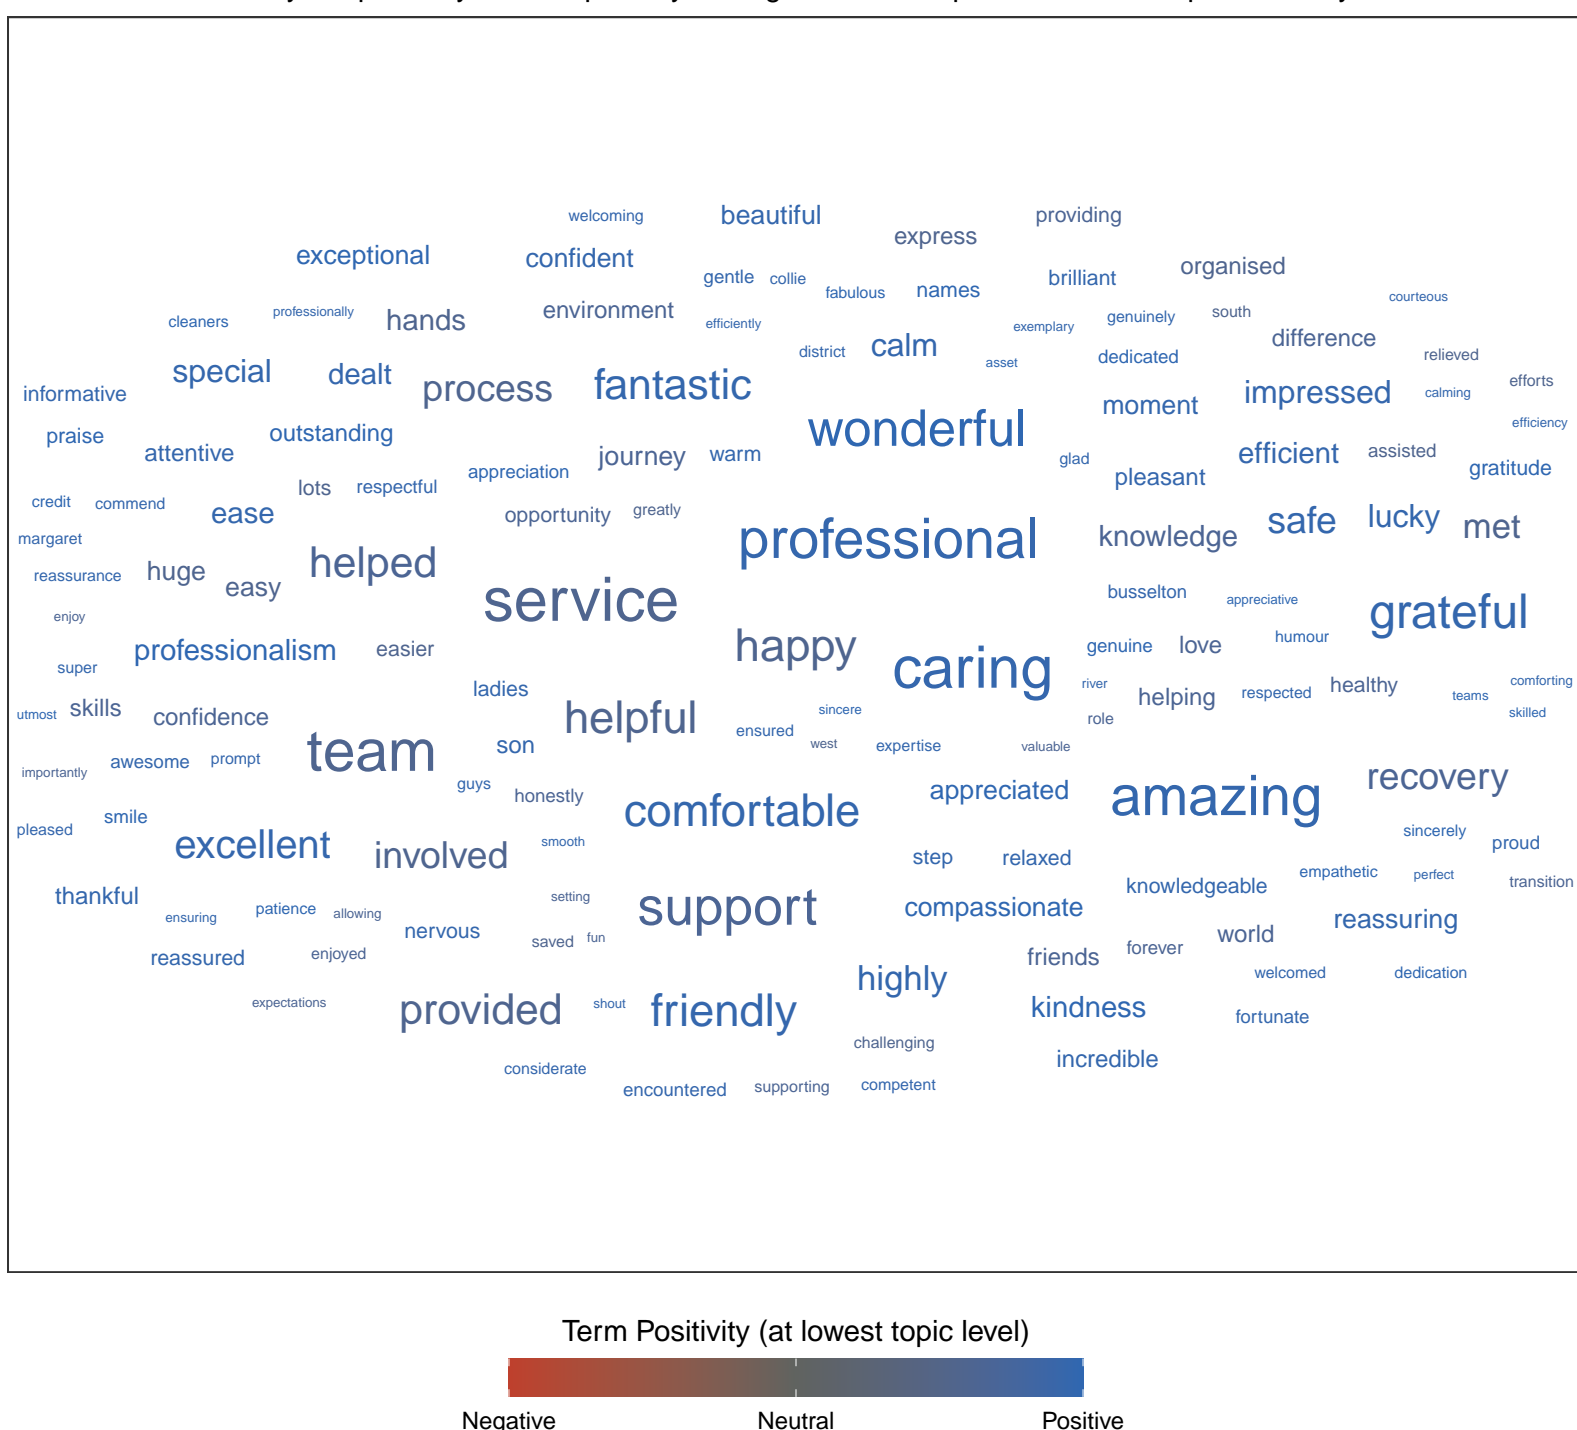 welcoming beautiful providing
express
exceptional confident organised
gentle collie fabulous names brilliant
courteous
cleaners professionally hands environment efficiently exemplary genuinely south
difference
district calm asset dedicated relieved
special dealt process fantastic efforts
informative impressed calming
moment
praise outstanding wonderful efficiency
attentive journey warm glad efficient assisted
appreciation pleasant gratitude
lots respectful
credit commend ease opportunity greatly safe lucky met
margaret professional knowledge
helped
reassurance huge easy
service busselton appreciative
enjoy grateful
professionalism easier happy genuine love humour
super caring
ladies river helping respected healthy teams comforting
utmost skills confidence helpful sincere role skilled
ensured
team son west expertise valuable
importantly awesome prompt recovery
guys honestly comfortable appreciated amazing
pleased smile sincerely
excellent involved smooth proud
step relaxed
thankful empathetic perfect transition
knowledgeable
ensuring patience allowing setting support compassionate reassuring
nervous saved fun world
reassured enjoyed friends forever
highly welcomed dedication
expectations provided shout friendly kindness fortunate
challenging
considerate incredible
encountered supporting competent
Term Positivity (at lowest topic level)
Negative Neutral Positive